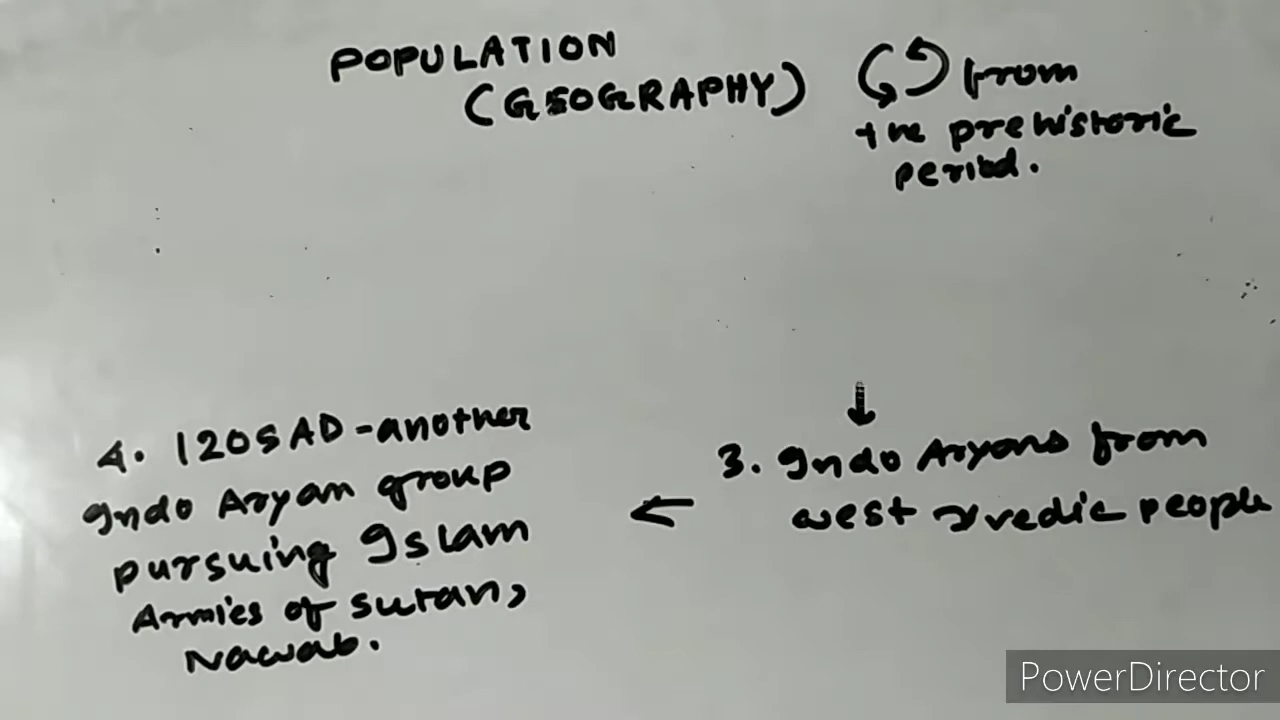 POPULATION
(GEOGRAPHY)
from
the prehistoric
period.
3. Indo Aryans from
west & vedic people
4. 1205 AD - another
Indo Aryan group
pursuing Islam
Armies of sutan,
Nawab.
PowerDirector